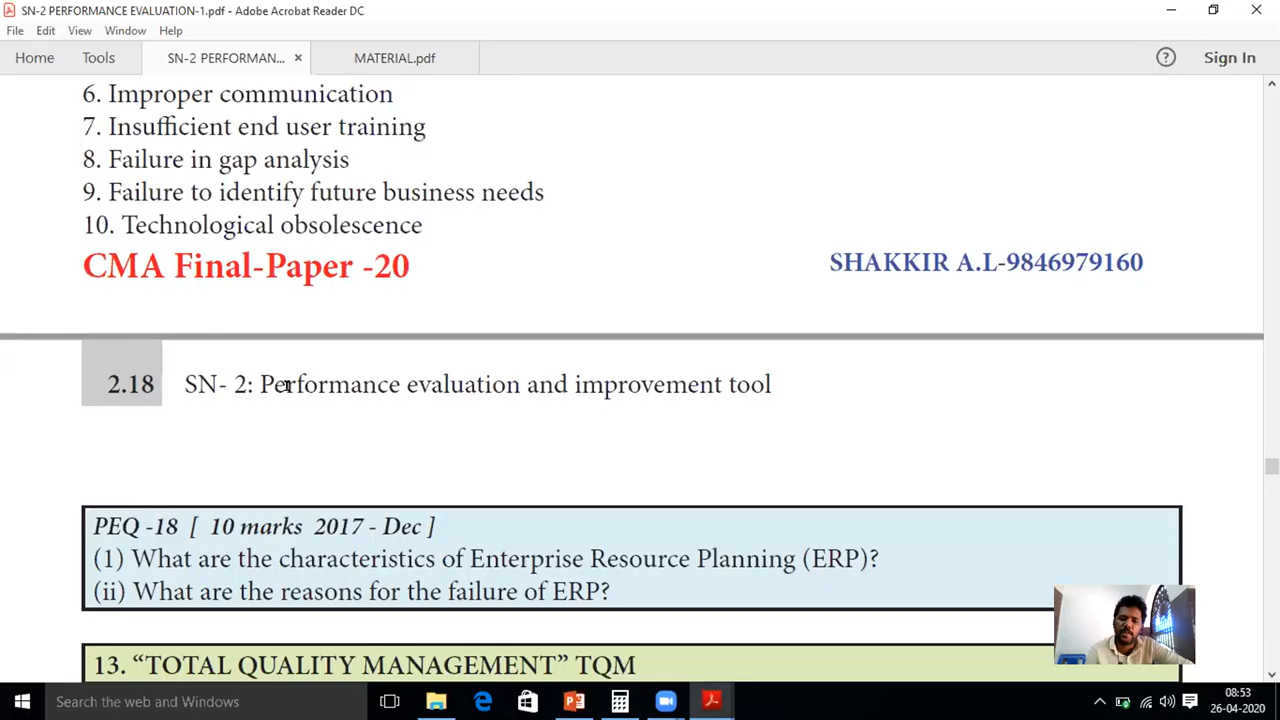 SN-2 PERFORMANCE EVALUATION-1.pdf - Adobe Acrobat Reader DC
File Edit View Window Help
Home Tools SN-2 PERFORMAN... × MATERIAL.pdf ? Sign In
6. Improper communication
7. Insufficient end user training
8. Failure in gap analysis
9. Failure to identify future business needs
10. Technological obsolescence
CMA Final-Paper -20 SHAKKIR A.L-9846979160
2.18 SN- 2: Performance evaluation and improvement tool
PEQ -18 [ 10 marks 2017 - Dec ]
(1) What are the characteristics of Enterprise Resource Planning (ERP)?
(ii) What are the reasons for the failure of ERP?
13. “TOTAL QUALITY MANAGEMENT” TQM
Search the web and Windows
08:53
26-04-2020